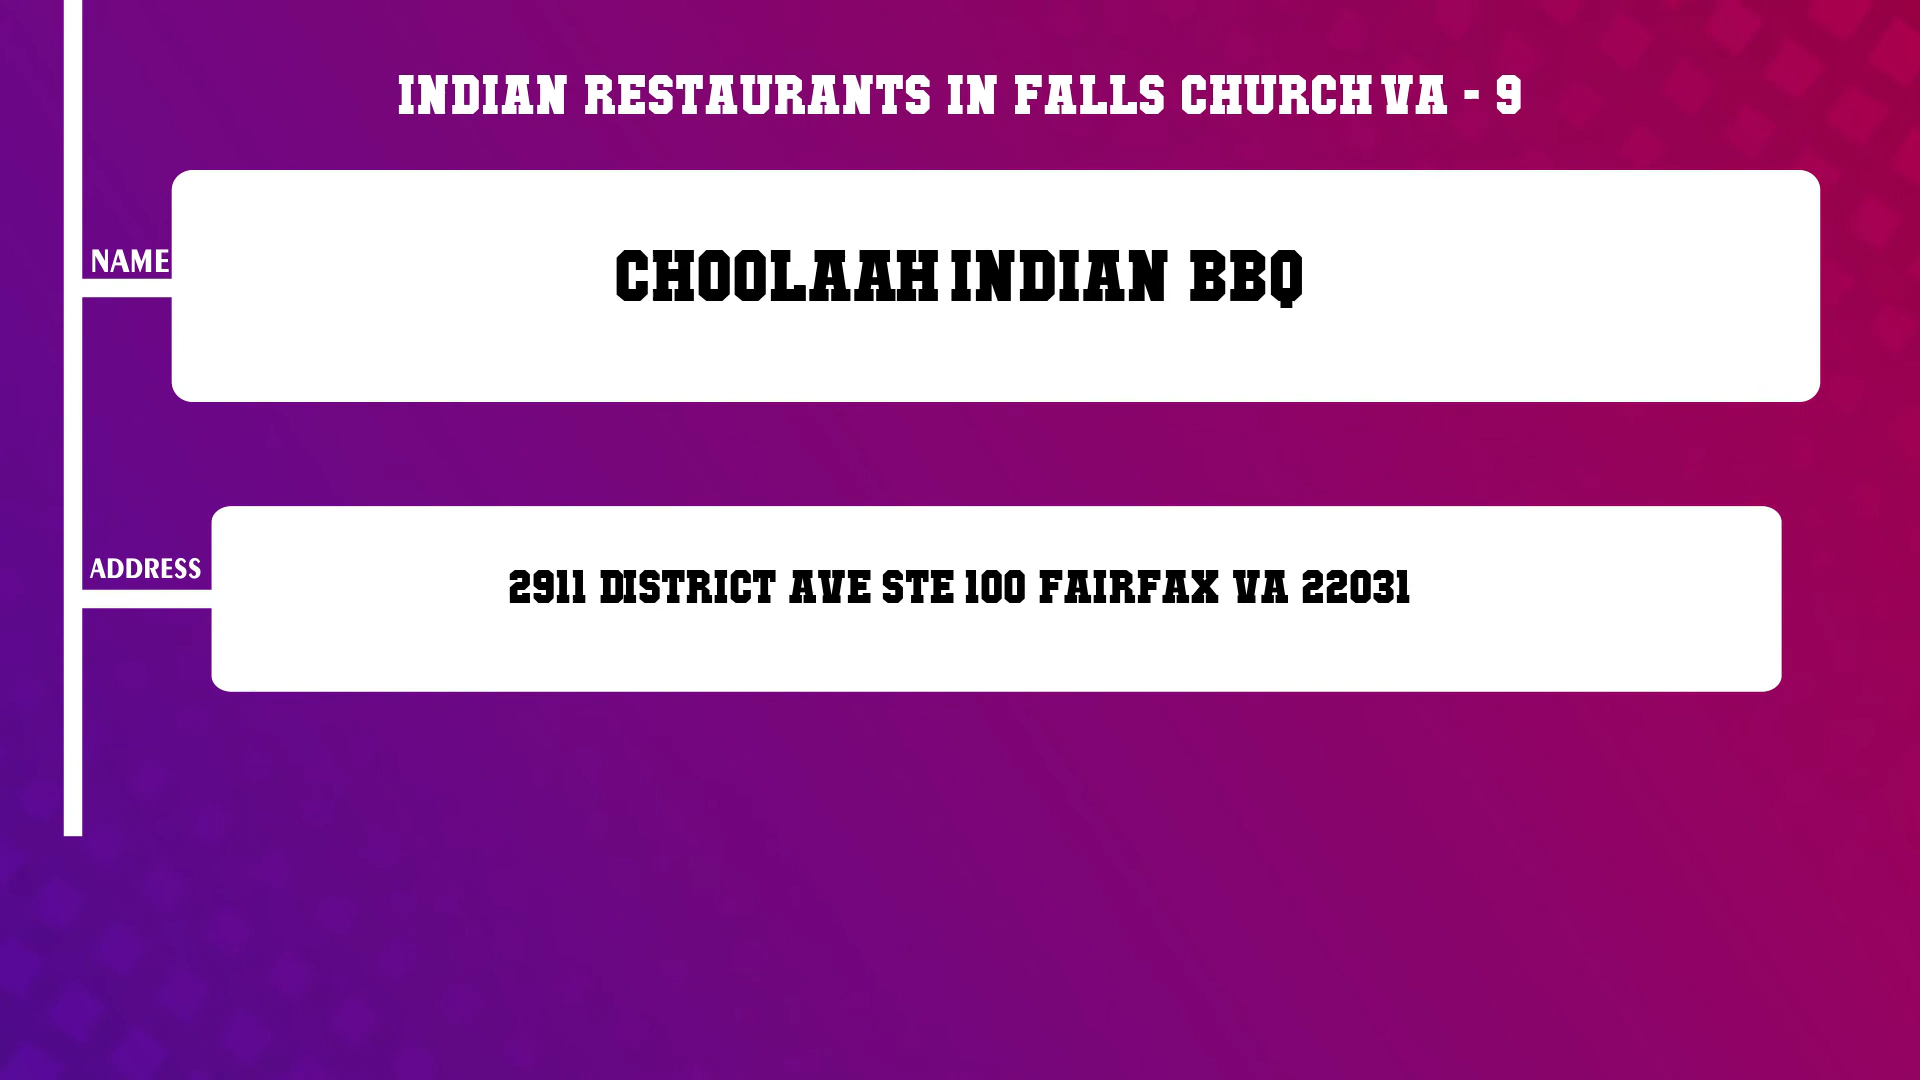 INDIAN RESTAURANTS IN FALLS CHURCH VA - 9
NAME
CHOOLAAH INDIAN BBQ
ADDRESS
2911 DISTRICT AVE STE 100 FAIRFAX VA 22031